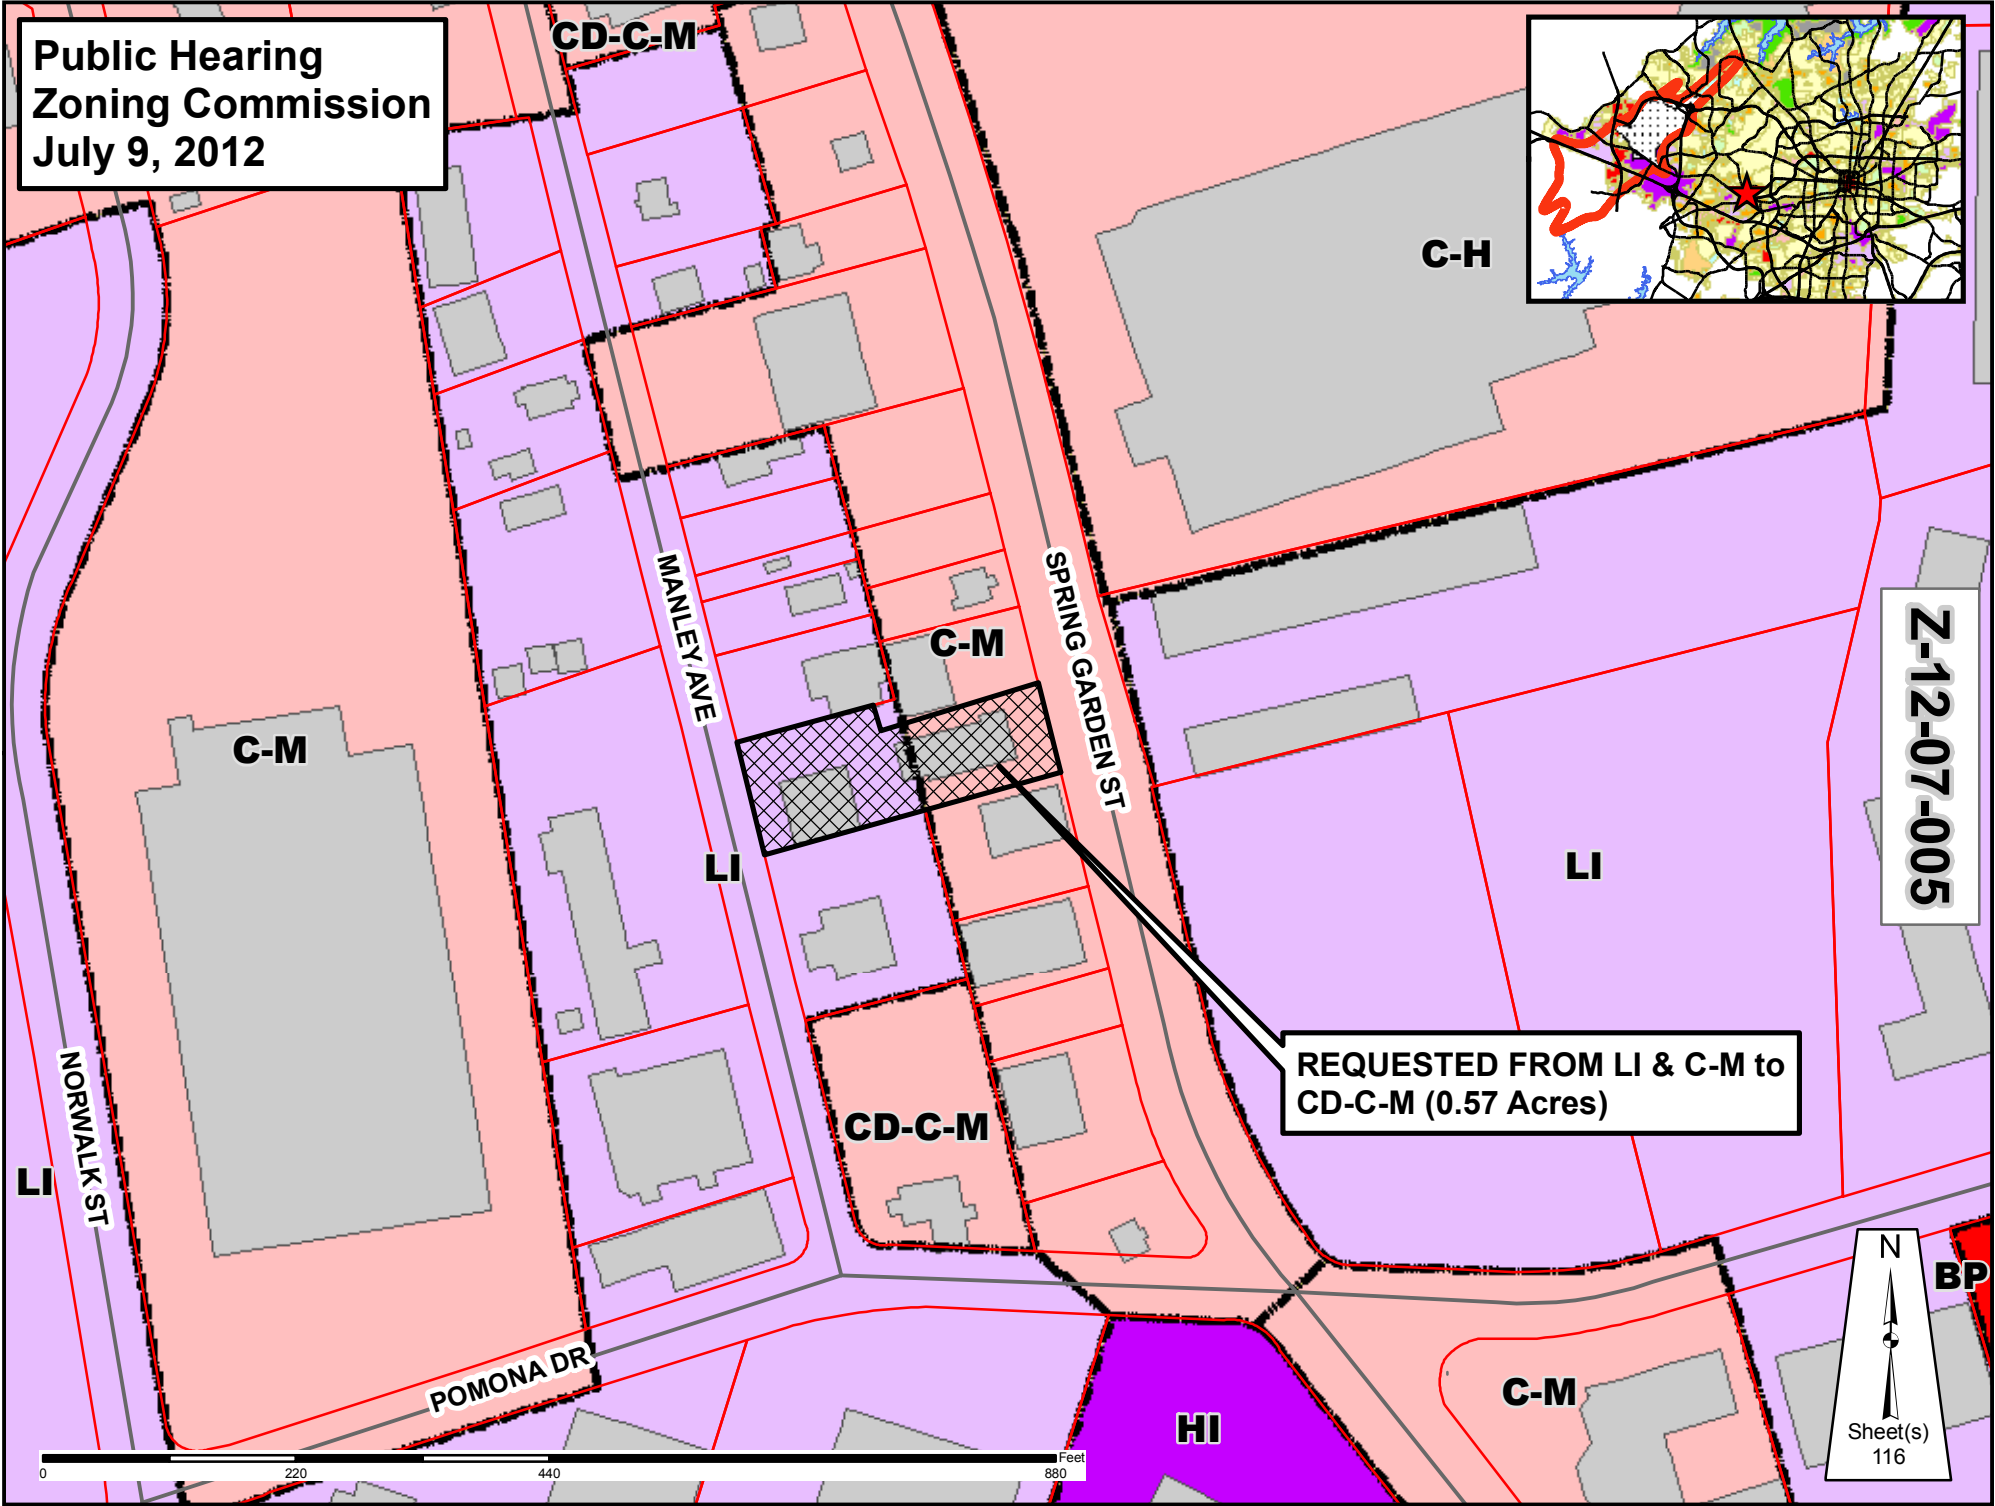 Public Hearing
Zoning Commission
July 9, 2012
CD-C-M
C-H
MANLEY AVE
SPRING GARDEN ST
C-M
C-M
Z-12-07-005
LI
LI
NORWALK ST
REQUESTED FROM LI & C-M to
CD-C-M (0.57 Acres)
CD-C-M
LI
N
BP
POMONA DR
C-M
HI
Sheet(s)
116
Feet
0 220 440 880